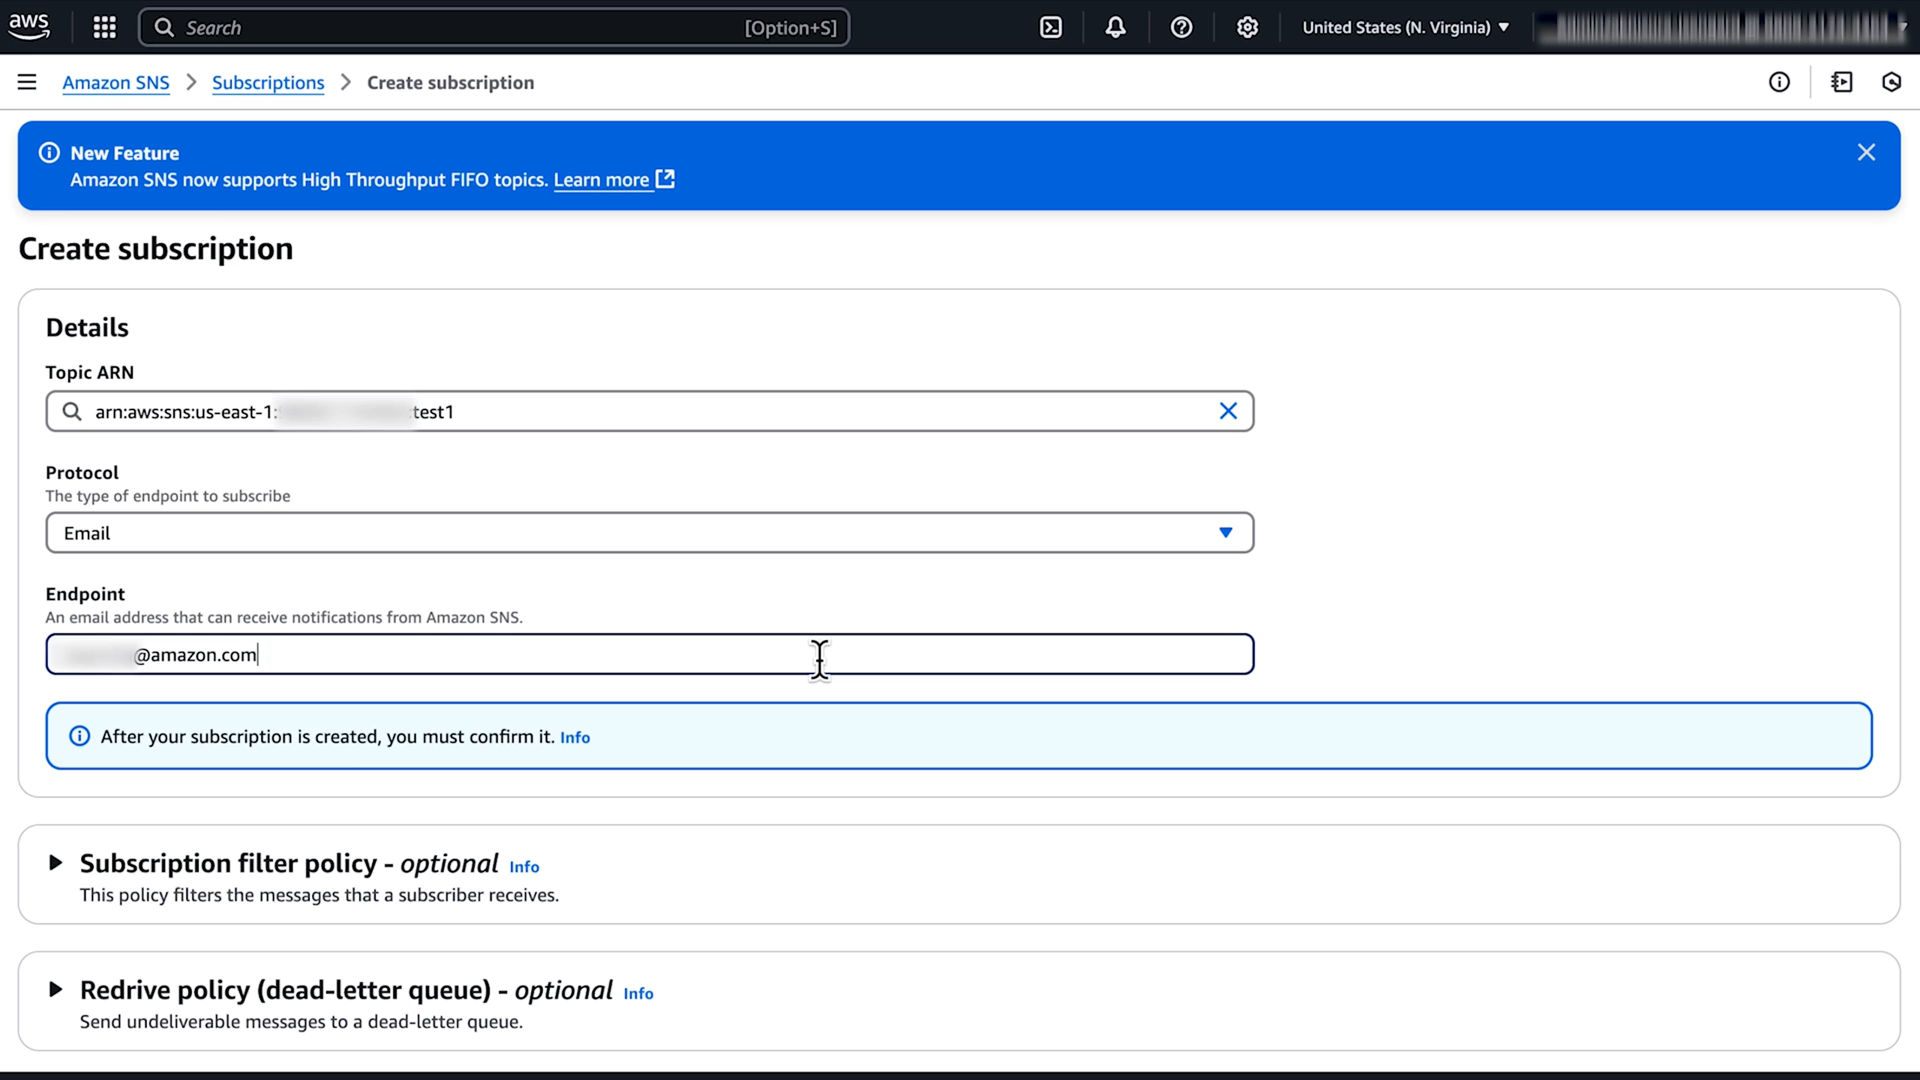 aws
Search [Option+S] United States (N. Virginia)
Amazon SNS Subscriptions Create subscription
New Feature
Amazon SNS now supports High Throughput FIFO topics. Learn more
Create subscription
Details
Topic ARN
arn:aws:sns:us-east-1: test1
Protocol
The type of endpoint to subscribe
Email
Endpoint
An email address that can receive notifications from Amazon SNS.
@amazon.com
After your subscription is created, you must confirm it. Info
Subscription filter policy - optional Info
This policy filters the messages that a subscriber receives.
Redrive policy (dead-letter queue) - optional Info
Send undeliverable messages to a dead-letter queue.